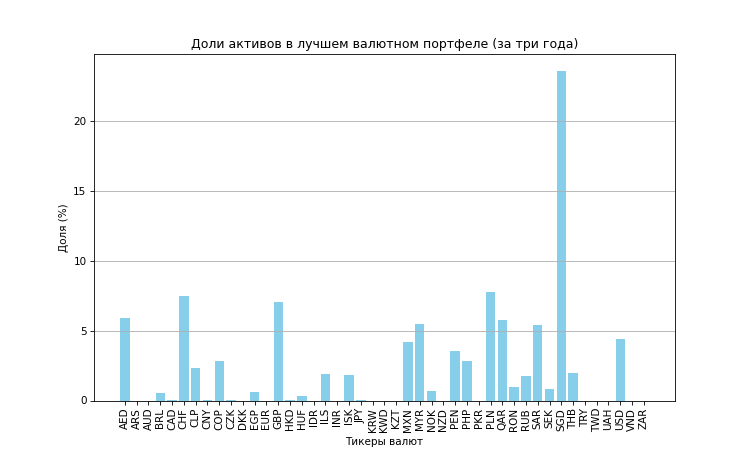 Доли активов в лучшем валютном портфеле (за три года)
Доля (%)
20
15
10
5
0
AED ARS AUD BRL CAD CHF CLP CNY COP CZK DKK EGP EUR GBP HKD HUF IDR ILS INR ISK JPY KRW KWD KZT MXN MYR NOK NZD PEN PHP PKR PLN QAR RON RUB SAR SEK SGD THB TRY TWD UAH USD VND ZAR
Тикеры валют